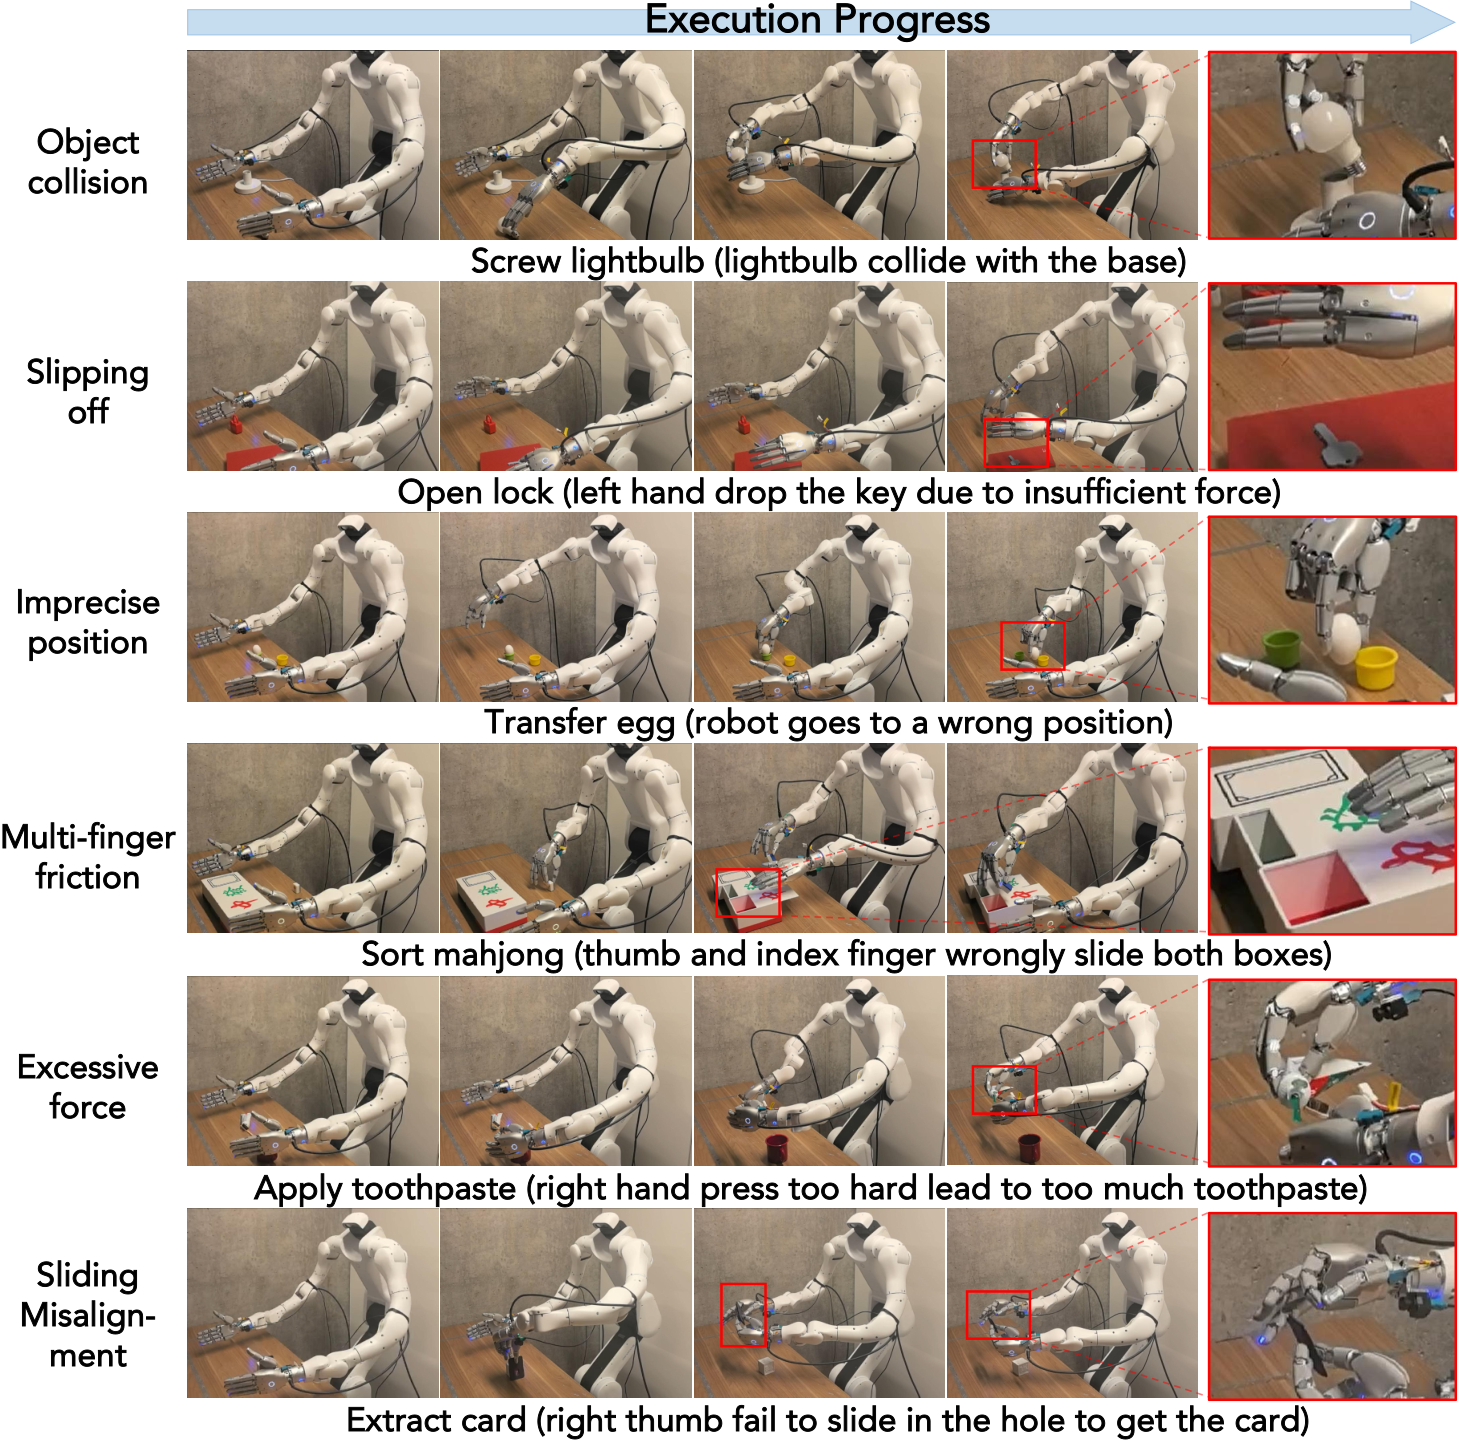 Execution Progress
Object
collision
Screw lightbulb (lightbulb collide with the base)
Slipping
off
Open lock (left hand drop the key due to insufficient force)
Imprecise
position
Transfer egg (robot goes to a wrong position)
Multi-finger
friction
Sort mahjong (thumb and index finger wrongly slide both boxes)
Excessive
force
Apply toothpaste (right hand press too hard lead to too much toothpaste)
Sliding
Misalign-
ment
Extract card (right thumb fail to slide in the hole to get the card)